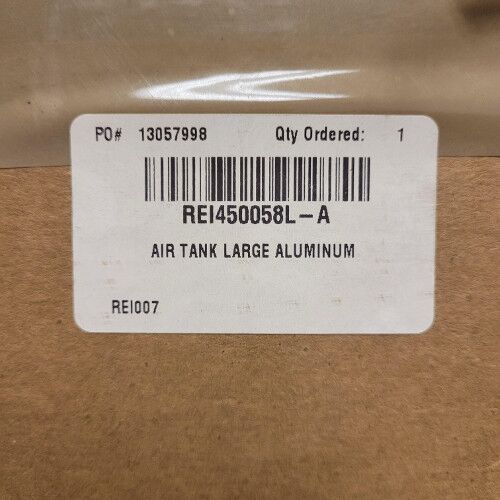 PO# 13057998 Qty Ordered: 1
REI450058L-A
AIR TANK LARGE ALUMINUM
REI007